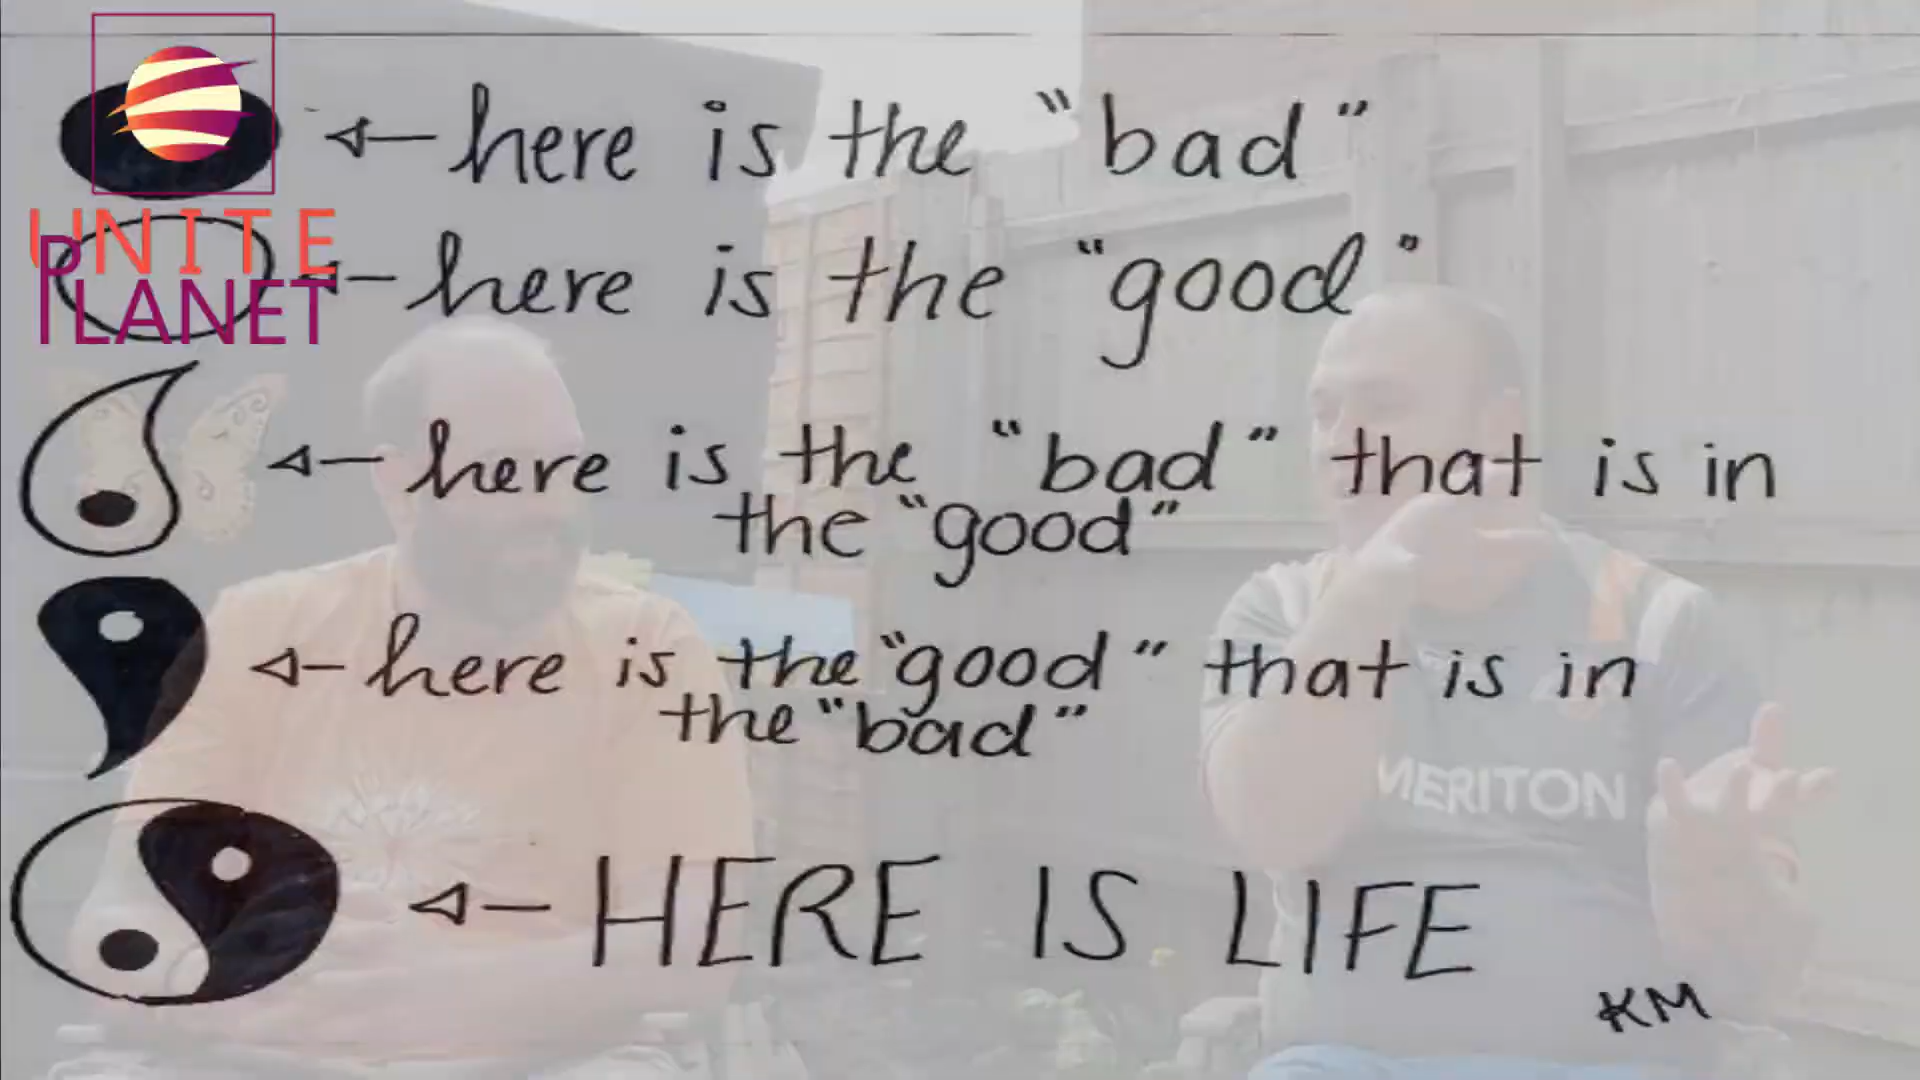 here is the "bad"
UNITE
PLANET
here is the "good"
here is the "bad" that is in
the "good"
here is the "good" that is in
the "bad"
MERITON
HERE IS LIFE
KM